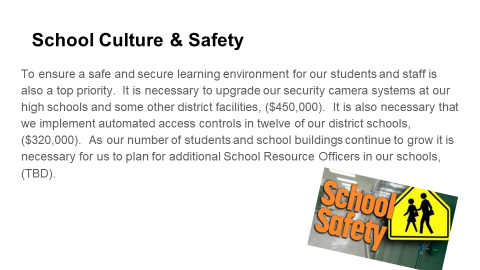 School Culture & Safety
To ensure a safe and secure learning environment for our students and staff is
also a top priority.  It is necessary to upgrade our security camera systems at our
high schools and some other district facilities, ($450,000).  It is also necessary that
we implement automated access controls in twelve of our district schools,
($320,000).  As our number of students and school buildings continue to grow it is
necessary for us to plan for additional School Resource Officers in our schools,
(TBD).
School
Safety